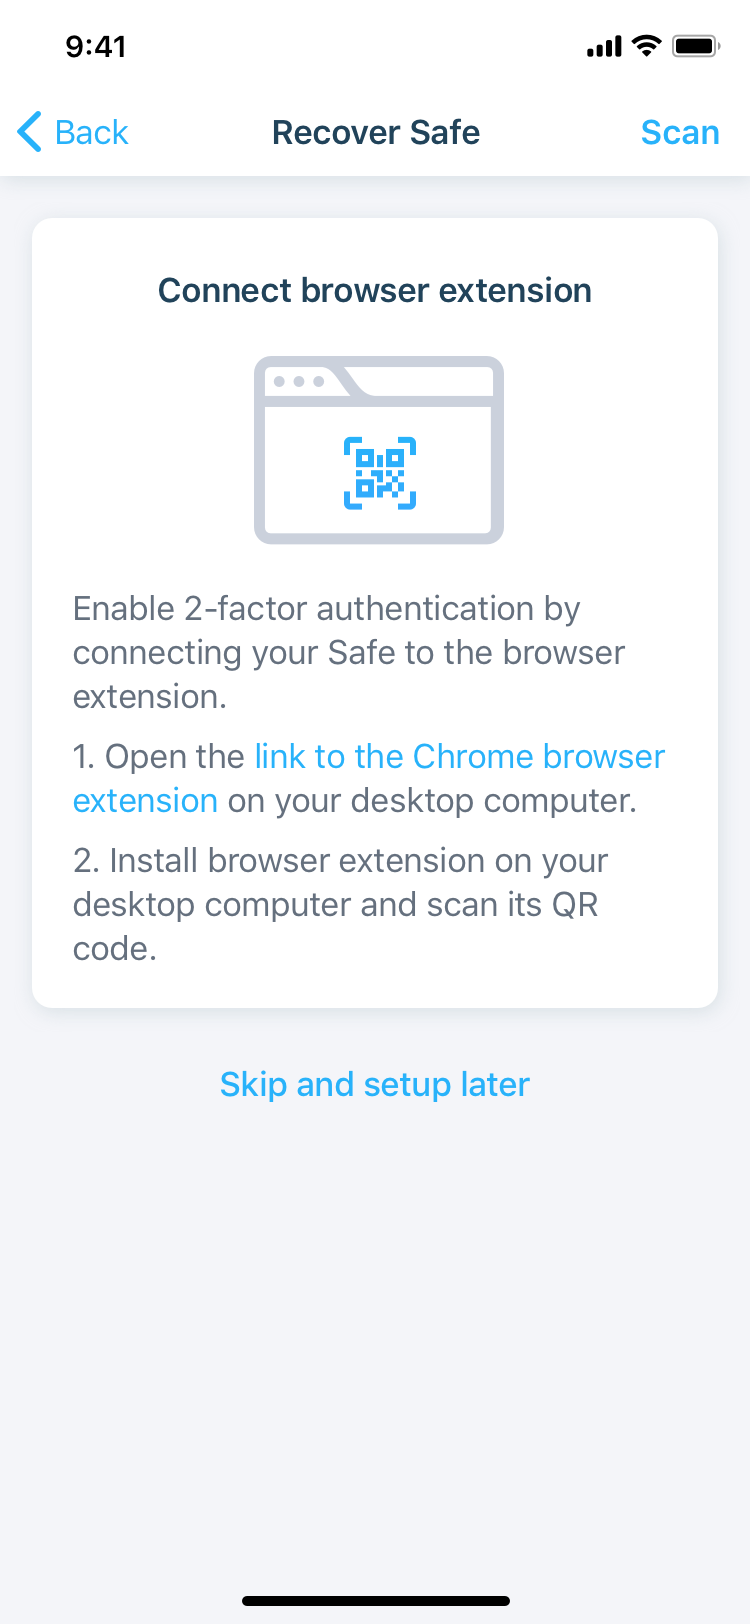 9:41
Back
Recover Safe
Scan
Connect browser extension
Enable 2-factor authentication by
connecting your Safe to the browser
extension.
1. Open the link to the Chrome browser
extension on your desktop computer.
2. Install browser extension on your
desktop computer and scan its QR
code.
Skip and setup later